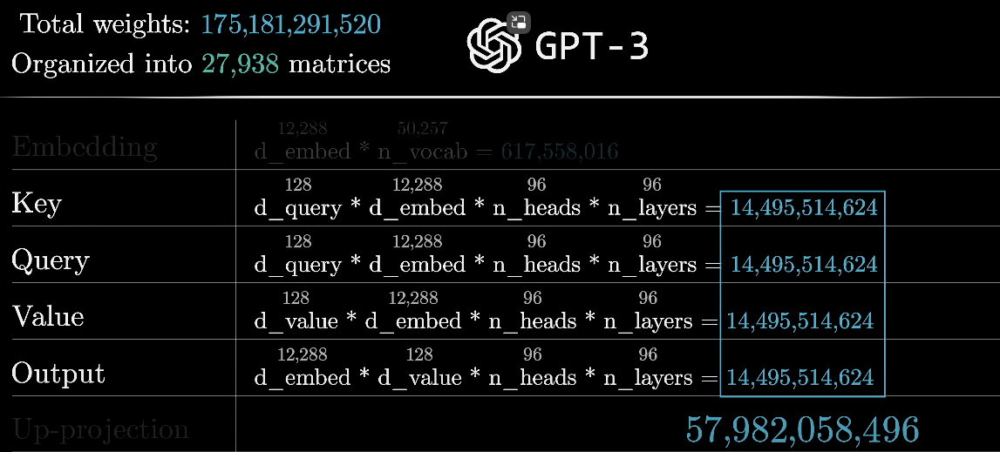 Total weights: 175,181,291,520
Organized into 27,938 matrices
GPT-3
12,288 50,257
Embedding d_embed * n_vocab = 617,558,016
128 12,288 96 96
Key d_query * d_embed * n_heads * n_layers = 14,495,514,624
128 12,288 96 96
Query d_query * d_embed * n_heads * n_layers = 14,495,514,624
128 12,288 96 96
Value d_value * d_embed * n_heads * n_layers = 14,495,514,624
12,288 128 96 96
Output d_embed * d_value * n_heads * n_layers = 14,495,514,624
Up-projection 57,982,058,496